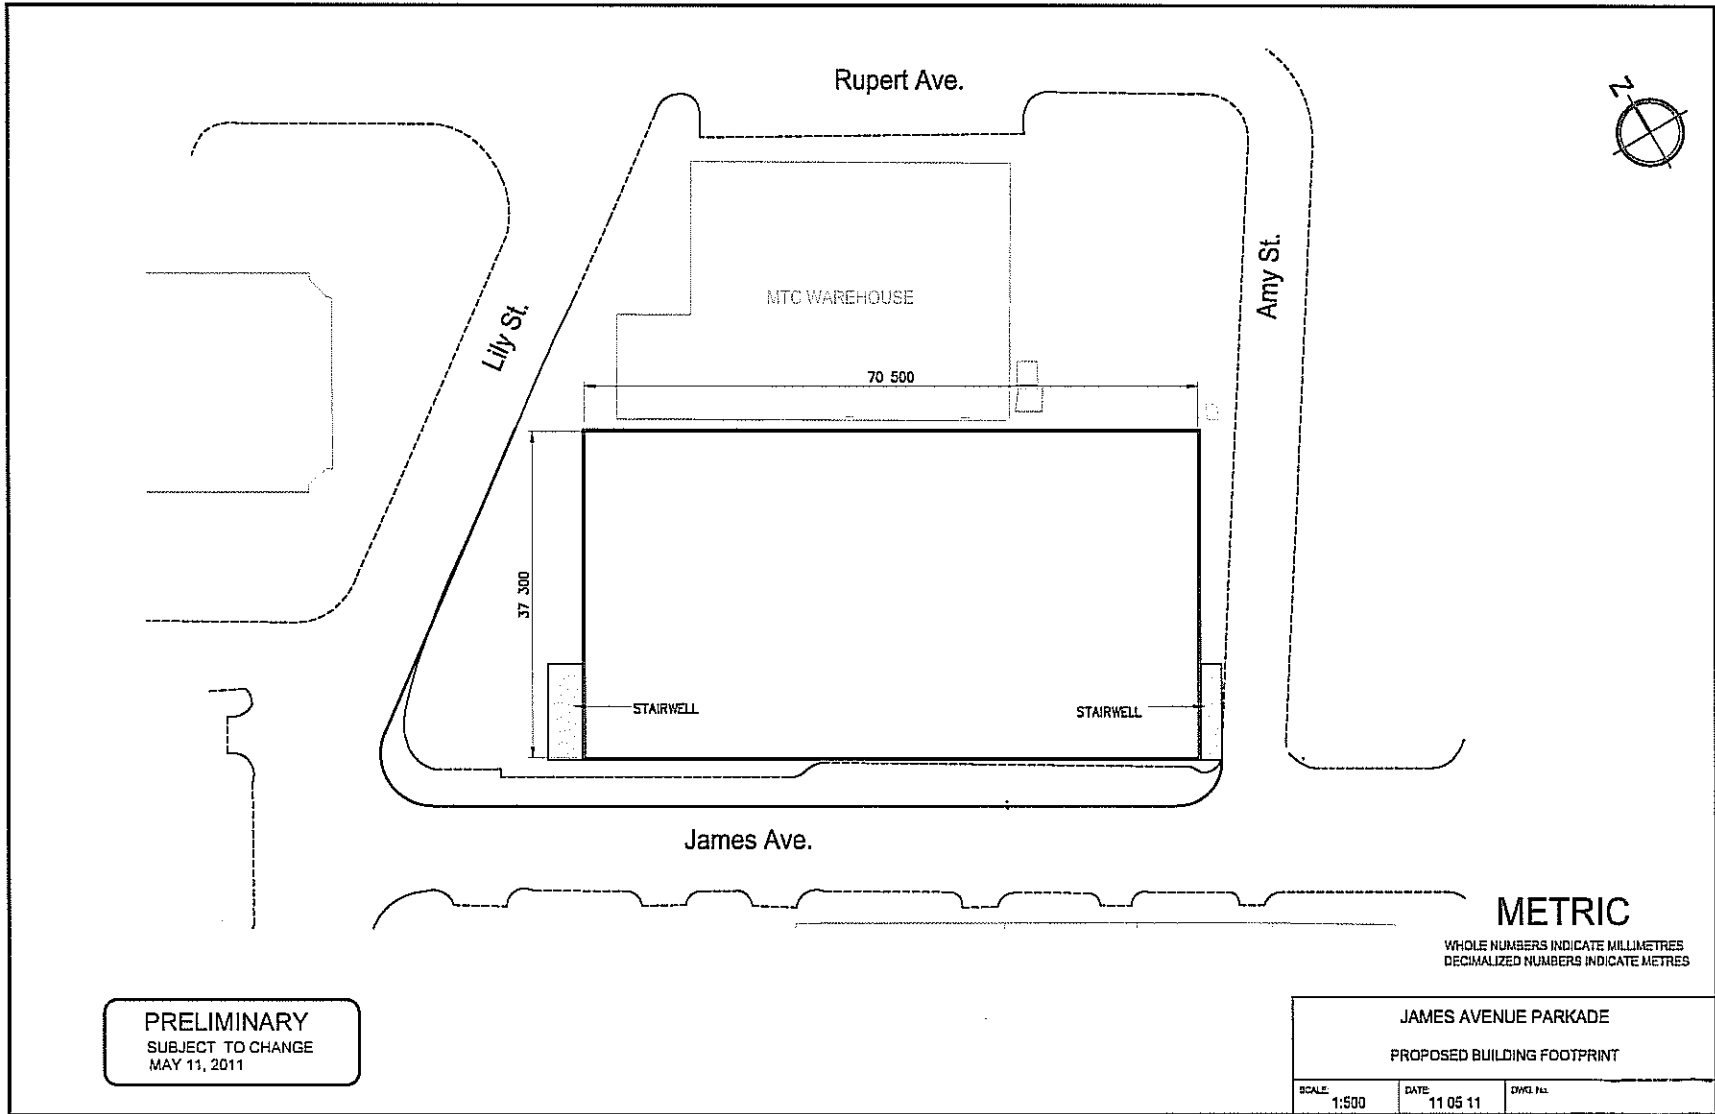 Rupert Ave.
N
Lily St.
MTC WAREHOUSE
Amy St.
70 500
37 300
STAIRWELL
STAIRWELL
James Ave.
METRIC
WHOLE NUMBERS INDICATE MILLIMETRES
DECIMALIZED NUMBERS INDICATE METRES
PRELIMINARY
SUBJECT TO CHANGE
MAY 11, 2011
JAMES AVENUE PARKADE
PROPOSED BUILDING FOOTPRINT
SCALE: 1:500
DATE: 11 05 11
DWG. No.